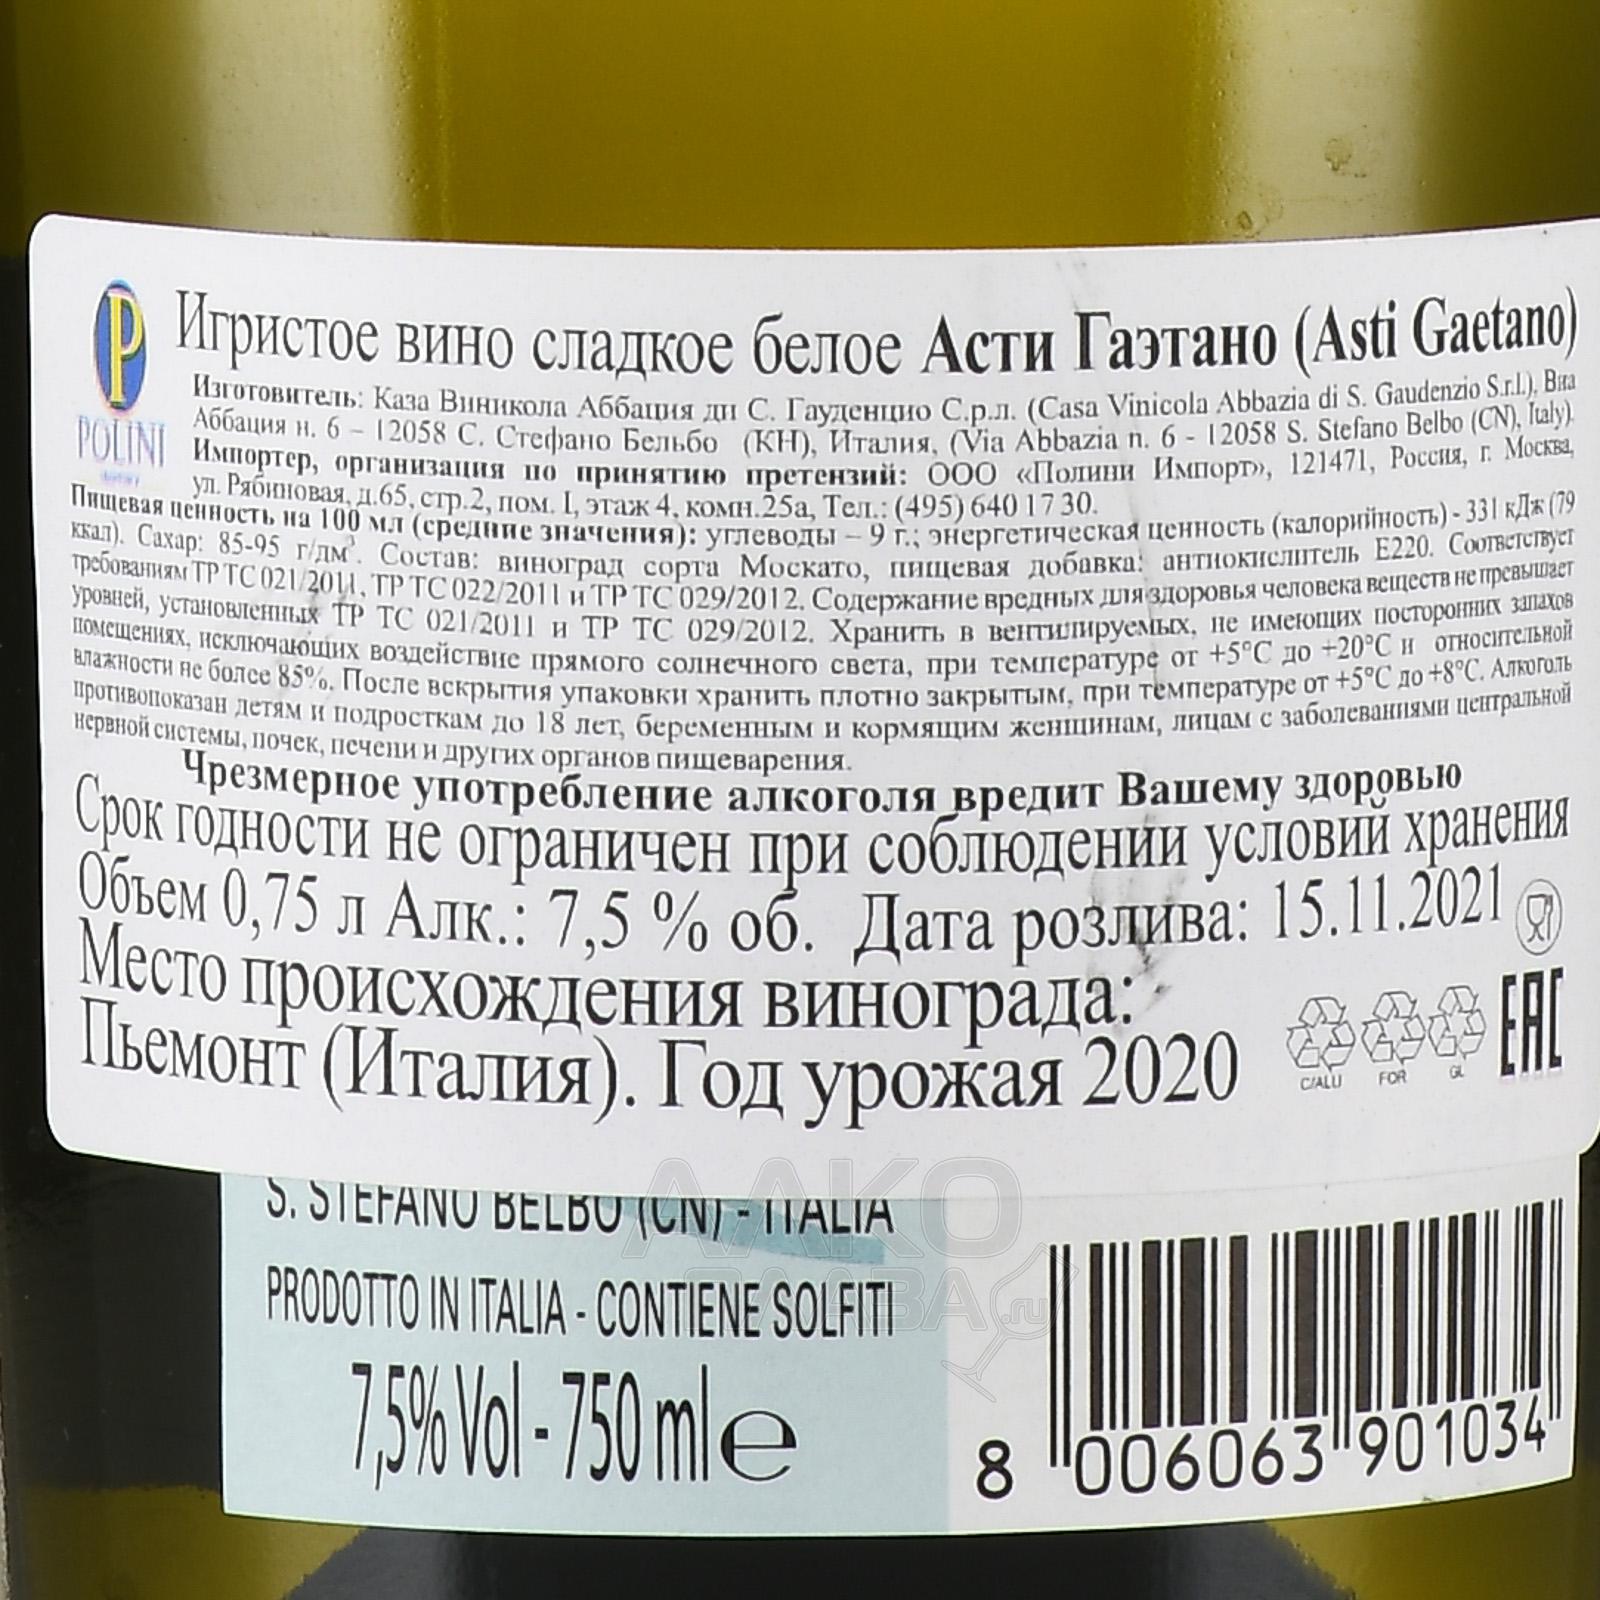 P
POLINI
Игристое вино сладкое белое Асти Гаэтано (Asti Gaetano)
Изготовитель: Каза Виникола Аббация ди С. Гауденцио С.р.л. (Casa Vinicola Abbazia di S. Gaudenzio S.r.l.), Виа
Аббация н. 6 – 12058 С. Стефано Бельбо (КН), Италия, (Via Abbazia n. 6 - 12058 S. Stefano Belbo (CN), Italy).
Импортер, организация по принятию претензий: ООО «Полини Импорт», 121471, Россия, г. Москва,
ул. Рябиновая, д.65, стр.2, пом. I, этаж 4, комн.25а, Тел.: (495) 640 17 30.
Пищевая ценность на 100 мл (средние значения): углеводы – 9 г.; энергетическая ценность (калорийность) - 331 кДж (79
ккал). Сахар: 85-95 г/дм³. Состав: виноград сорта Москато, пищевая добавка: антиокислитель Е220. Соответствует
требованиям ТР ТС 021/2011, ТР ТС 022/2011 и ТР ТС 029/2012. Содержание вредных для здоровья человека веществ не превышает
уровней, установленных ТР ТС 021/2011 и ТР ТС 029/2012. Хранить в вентилируемых, не имеющих посторонних запахов
помещениях, исключающих воздействие прямого солнечного света, при температуре от +5°С до +20°С и относительной
влажности не более 85%. После вскрытия упаковки хранить плотно закрытым, при температуре от +5°С до +8°С. Алкоголь
противопоказан детям и подросткам до 18 лет, беременным и кормящим женщинам, лицам с заболеваниями центральной
нервной системы, почек, печени и других органов пищеварения.
Чрезмерное употребление алкоголя вредит Вашему здоровью
Срок годности не ограничен при соблюдении условий хранения
Объем 0,75 л Алк.: 7,5 % об. Дата розлива: 15.11.2021
Место происхождения винограда:
Пьемонт (Италия). Год урожая 2020
C/ALU FOR GL EAC
S. STEFANO BELBO (CN) - ITALIA
PRODOTTO IN ITALIA - CONTIENE SOLFITI
7,5% Vol - 750 ml e
8 006063 901034
АЛКО
ПЛАВА.ru